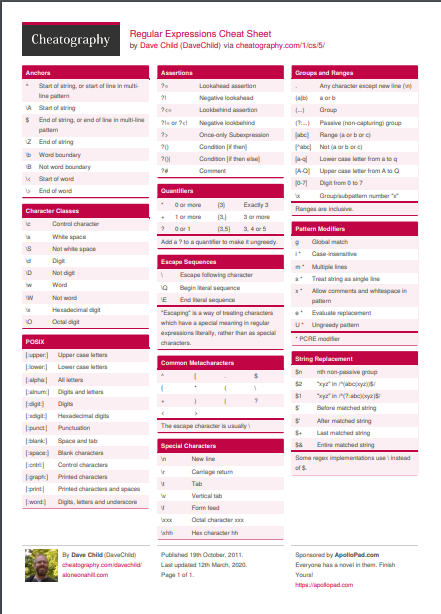 Cheatography
Regular Expressions Cheat Sheet
by Dave Child (DaveChild) via cheatography.com/1/cs/5/
Anchors
^ Start of string, or start of line in multi-
line pattern
\A Start of string
$ End of string, or end of line in multi-line
pattern
\Z End of string
\b Word boundary
\B Not word boundary
\< Start of word
\> End of word
Character Classes
\c Control character
\s White space
\S Not white space
\d Digit
\D Not digit
\w Word
\W Not word
\x Hexadecimal digit
\O Octal digit
POSIX
[:upper:] Upper case letters
[:lower:] Lower case letters
[:alpha:] All letters
[:alnum:] Digits and letters
[:digit:] Digits
[:xdigit:] Hexadecimal digits
[:punct:] Punctuation
[:blank:] Space and tab
[:space:] Blank characters
[:cntrl:] Control characters
[:graph:] Printed characters
[:print:] Printed characters and spaces
[:word:] Digits, letters and underscore
Assertions
?= Lookahead assertion
?! Negative lookahead
?<= Lookbehind assertion
?!= or ?<! Negative lookbehind
?> Once-only Subexpression
?() Condition [if then]
?()| Condition [if then else]
?# Comment
Quantifiers
* 0 or more {3} Exactly 3
+ 1 or more {3,} 3 or more
? 0 or 1 {3,5} 3, 4 or 5
Add a ? to a quantifier to make it ungreedy.
Escape Sequences
\ Escape following character
\Q Begin literal sequence
\E End literal sequence
"Escaping" is a way of treating characters
which have a special meaning in regular
expressions literally, rather than as special
characters.
Common Metacharacters
^ [ . $
{ * ( \
+ ) | ?
< >
The escape character is usually \
Special Characters
\n New line
\r Carriage return
\t Tab
\v Vertical tab
\f Form feed
\xxx Octal character xxx
\xhh Hex character hh
Groups and Ranges
. Any character except new line (\n)
(a|b) a or b
(...) Group
(?:...) Passive (non-capturing) group
[abc] Range (a or b or c)
[^abc] Not (a or b or c)
[a-q] Lower case letter from a to q
[A-Q] Upper case letter from A to Q
[0-7] Digit from 0 to 7
\x Group/subpattern number "x"
Ranges are inclusive.
Pattern Modifiers
g Global match
i * Case-insensitive
m * Multiple lines
s * Treat string as single line
x * Allow comments and whitespace in
pattern
e * Evaluate replacement
U * Ungreedy pattern
* PCRE modifier
String Replacement
$n nth non-passive group
$2 "xyz" in /^(abc(xyz))$/
$1 "xyz" in /^(?:abc)(xyz)$/
$` Before matched string
$' After matched string
$+ Last matched string
$& Entire matched string
Some regex implementations use \ instead
of $.
By Dave Child (DaveChild)
cheatography.com/davechild/
aloneonahill.com
Published 19th October, 2011.
Last updated 12th March, 2020.
Page 1 of 1.
Sponsored by ApolloPad.com
Everyone has a novel in them. Finish
Yours!
https://apollopad.com